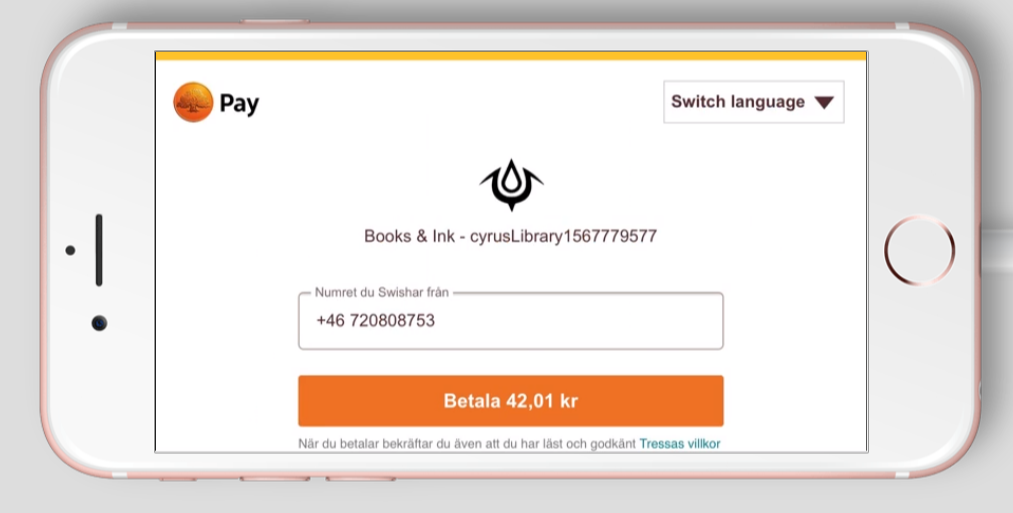 Pay
Switch language
Books & Ink - cyrusLibrary1567779577
Numret du Swishar från
+46 720808753
Betala 42,01 kr
När du betalar bekräftar du även att du har läst och godkänt Tressas villkor